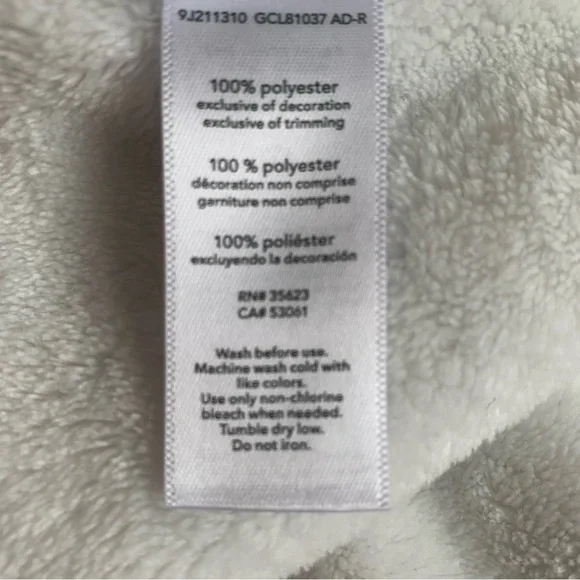 9J211310 GCL81037 AD-R
100% polyester
exclusive of decoration
exclusive of trimming
100 % polyester
décoration non comprise
garniture non comprise
100% poliéster
excluyendo la decoración
RN# 35623
CA# 53061
Wash before use.
Machine wash cold with
like colors.
Use only non-chlorine
bleach when needed.
Tumble dry low.
Do not iron.